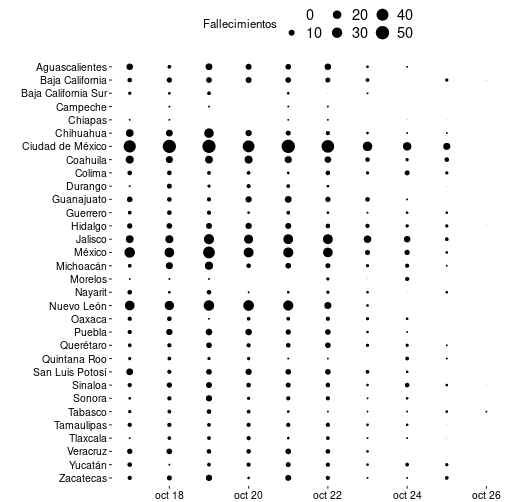 Fallecimientos
0 20 40
10 30 50
Aguascalientes
Baja California
Baja California Sur
Campeche
Chiapas
Chihuahua
Ciudad de México
Coahuila
Colima
Durango
Guanajuato
Guerrero
Hidalgo
Jalisco
México
Michoacán
Morelos
Nayarit
Nuevo León
Oaxaca
Puebla
Querétaro
Quintana Roo
San Luis Potosí
Sinaloa
Sonora
Tabasco
Tamaulipas
Tlaxcala
Veracruz
Yucatán
Zacatecas
oct 18 oct 20 oct 22 oct 24 oct 26